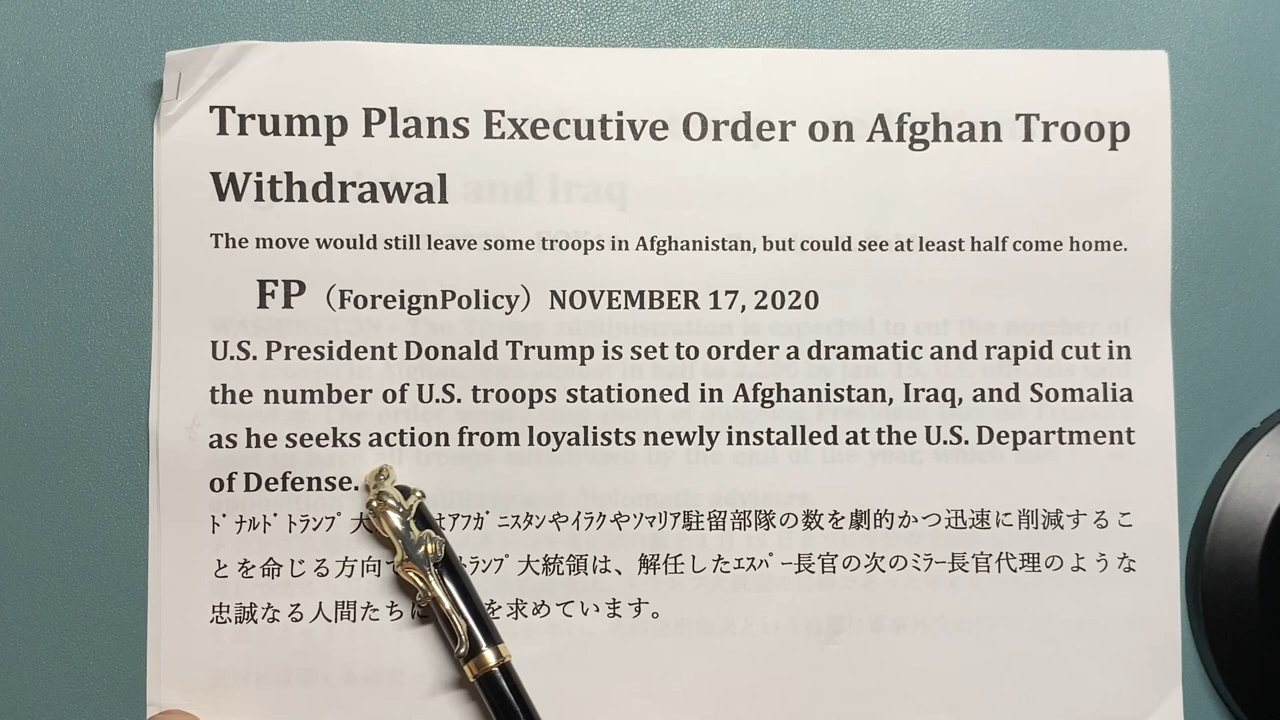 Trump Plans Executive Order on Afghan Troop
Withdrawal
The move would still leave some troops in Afghanistan, but could see at least half come home.
FP（ForeignPolicy）NOVEMBER 17, 2020
U.S. President Donald Trump is set to order a dramatic and rapid cut in
the number of U.S. troops stationed in Afghanistan, Iraq, and Somalia
as he seeks action from loyalists newly installed at the U.S. Department
of Defense.
ﾄﾞﾅﾙﾄﾞﾄﾗﾝﾌﾟ大 はｱﾌｶﾞﾆｽﾀﾝやｲﾗｸやｿﾏﾘｱ駐留部隊の数を劇的かつ迅速に削減するこ
とを命じる方向で ﾗﾝﾌﾟ大統領は、解任したｴｽﾊﾟｰ長官の次のﾐﾗｰ長官代理のような
忠誠なる人間たちに を求めています。